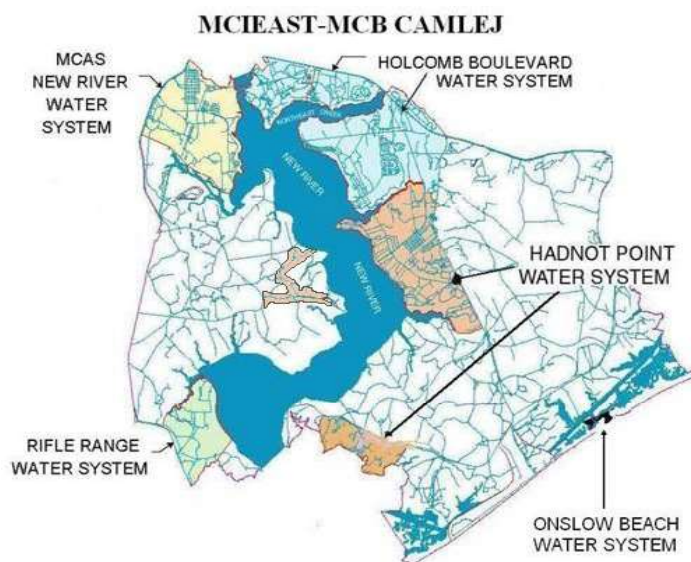 MCIEAST-MCB CAMLEJ
MCAS
NEW RIVER
WATER
SYSTEM
HOLCOMB BOULEVARD
WATER SYSTEM
NORTHEAST CREEK
NEW RIVER
NEW RIVER
HADNOT POINT
WATER SYSTEM
RIFLE RANGE
WATER SYSTEM
ONSLOW BEACH
WATER SYSTEM